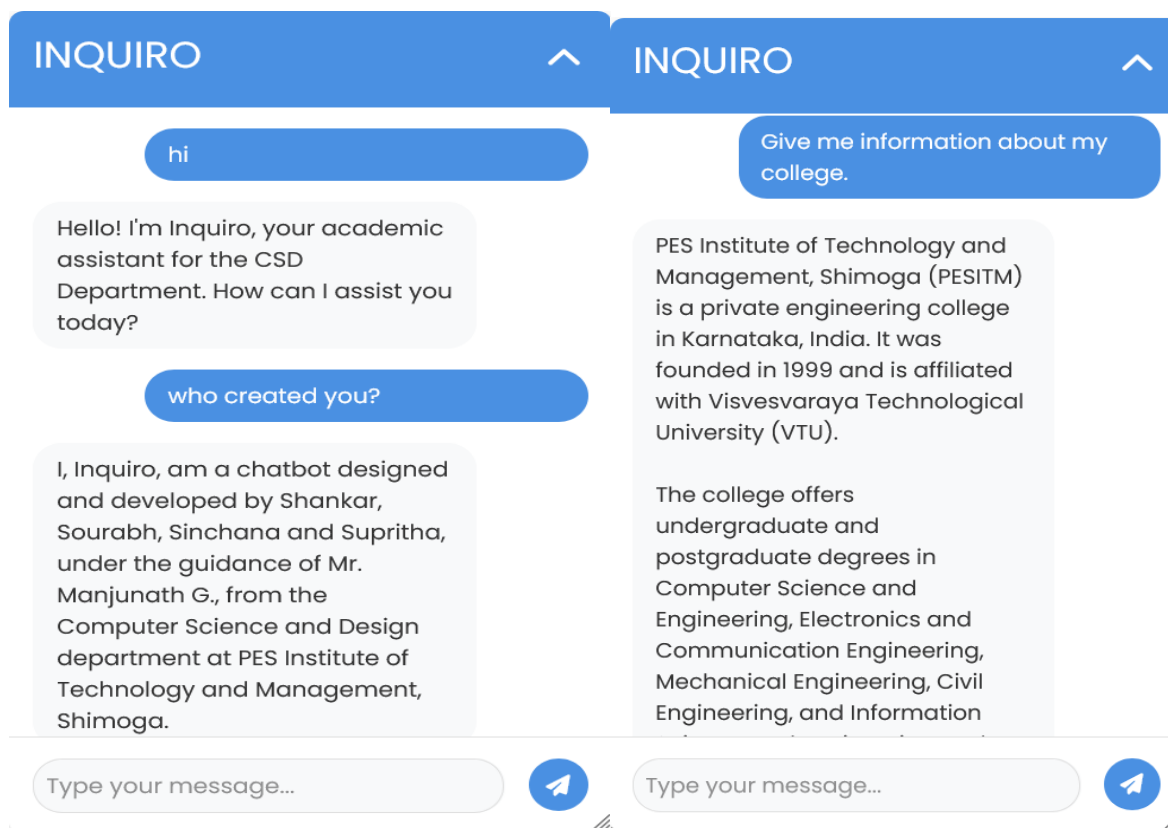 INQUIRO
hi
Hello! I'm Inquiro, your academic
assistant for the CSD
Department. How can I assist you
today?
who created you?
I, Inquiro, am a chatbot designed
and developed by Shankar,
Sourabh, Sinchana and Supritha,
under the guidance of Mr.
Manjunath G., from the
Computer Science and Design
department at PES Institute of
Technology and Management,
Shimoga.
Type your message...
INQUIRO
Give me information about my
college.
PES Institute of Technology and
Management, Shimoga (PESITM)
is a private engineering college
in Karnataka, India. It was
founded in 1999 and is affiliated
with Visvesvaraya Technological
University (VTU).
The college offers
undergraduate and
postgraduate degrees in
Computer Science and
Engineering, Electronics and
Communication Engineering,
Mechanical Engineering, Civil
Engineering, and Information
Type your message...